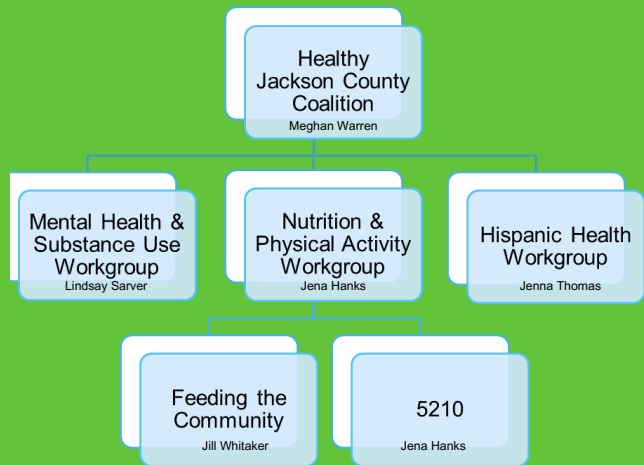 Healthy
Jackson County
Coalition
Meghan Warren
Mental Health &
Substance Use
Workgroup
Lindsay Sarver
Nutrition &
Physical Activity
Workgroup
Jena Hanks
Hispanic Health
Workgroup
Jenna Thomas
Feeding the
Community
Jill Whitaker
5210
Jena Hanks